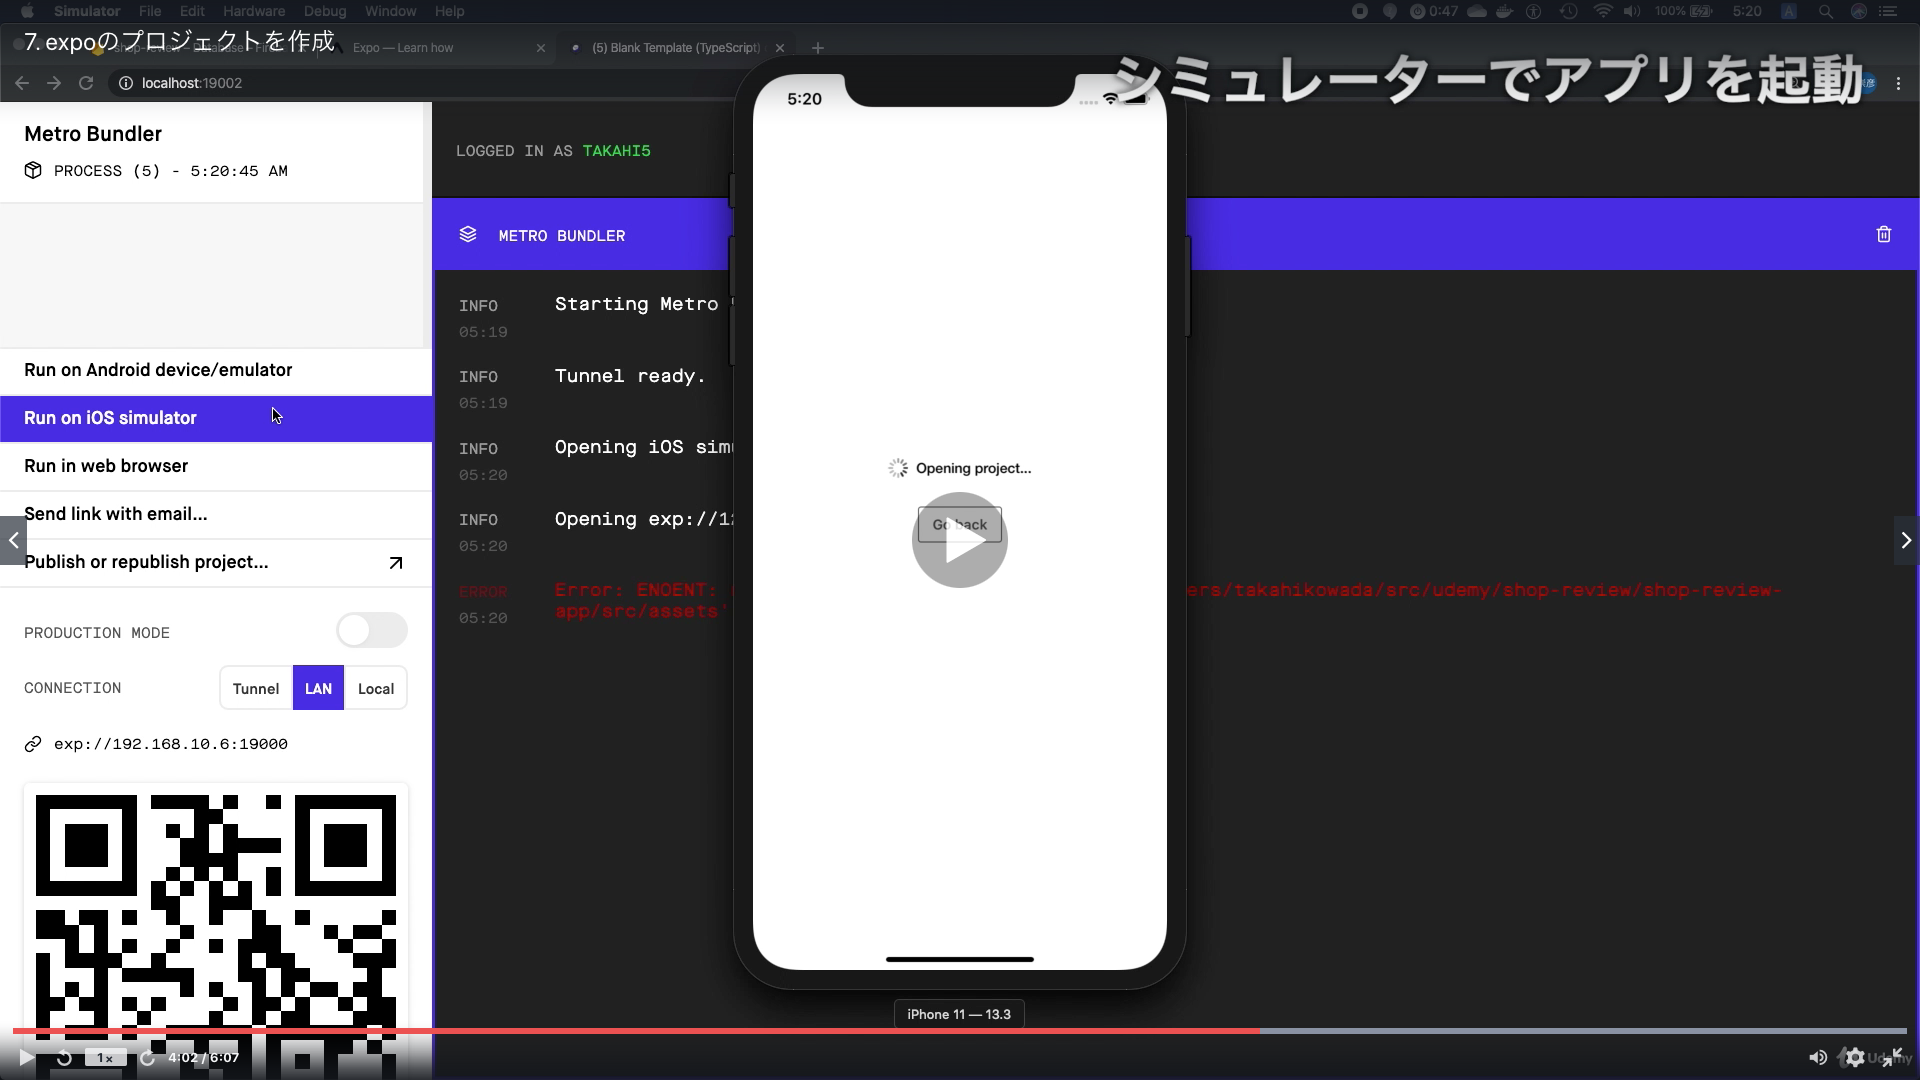 Simulator File Edit Hardware Debug Window Help
0:47 100% 5:20 A
7. expoのプロジェクトを作成
Expo — Learn how
(5) Blank Template (TypeScript)
localhost:19002
シミュレーターでアプリを起動
Metro Bundler
PROCESS (5) - 5:20:45 AM
Run on Android device/emulator
Run on iOS simulator
Run in web browser
Send link with email...
Publish or republish project...
PRODUCTION MODE
CONNECTION
Tunnel LAN Local
exp://192.168.10.6:19000
LOGGED IN AS TAKAHI5
METRO BUNDLER
INFO Starting Metro
05:19
INFO Tunnel ready.
05:19
INFO Opening iOS
05:20
INFO Opening
05:20
ERROR Error: ENOENT:
/takahikowada/src/udemy/shop-review/shop-review-
05:20 app/src/assets'
5:20
Opening project...
Go back
iPhone 11 — 13.3
1x
4:02 / 6:07
Udemy